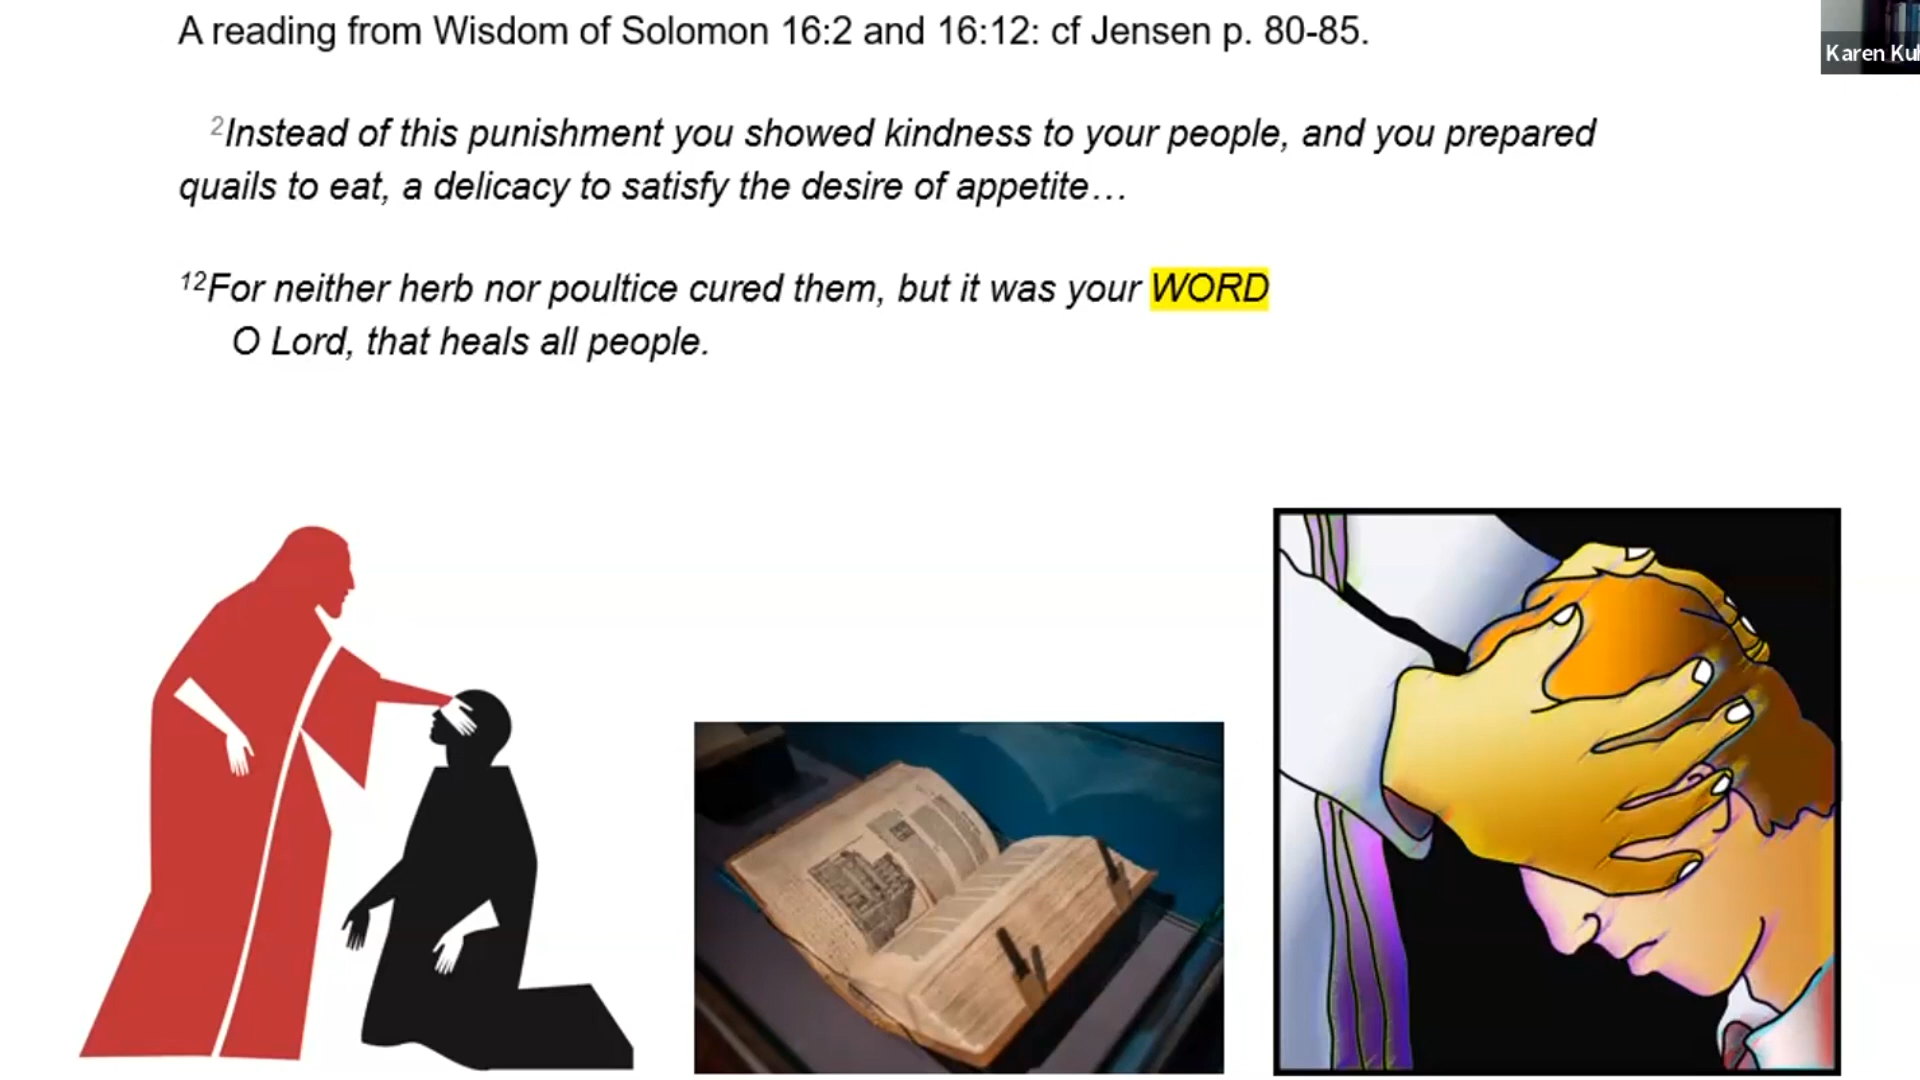 A reading from Wisdom of Solomon 16:2 and 16:12: cf Jensen p. 80-85.
Karen
2Instead of this punishment you showed kindness to your people, and you prepared
quails to eat, a delicacy to satisfy the desire of appetite…
12For neither herb nor poultice cured them, but it was your WORD
O Lord, that heals all people.